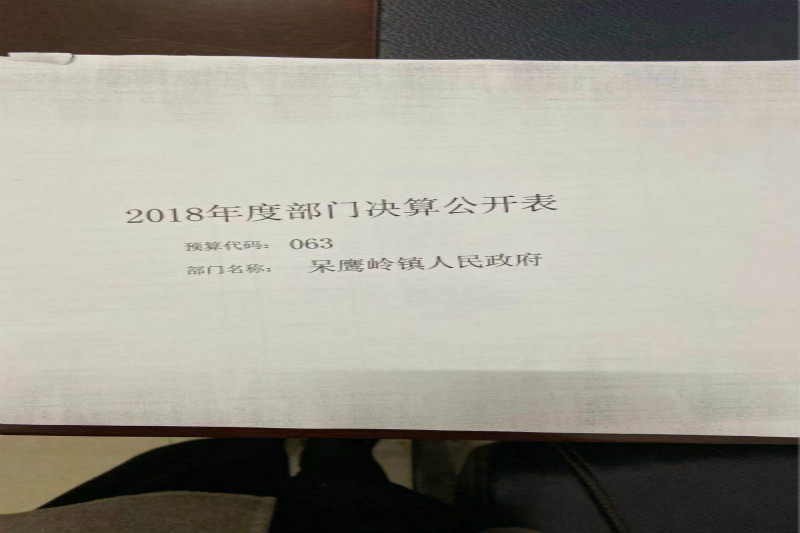 2018年度部门决算公开表
预算代码： 063
部门名称： 呆鹰岭镇人民政府